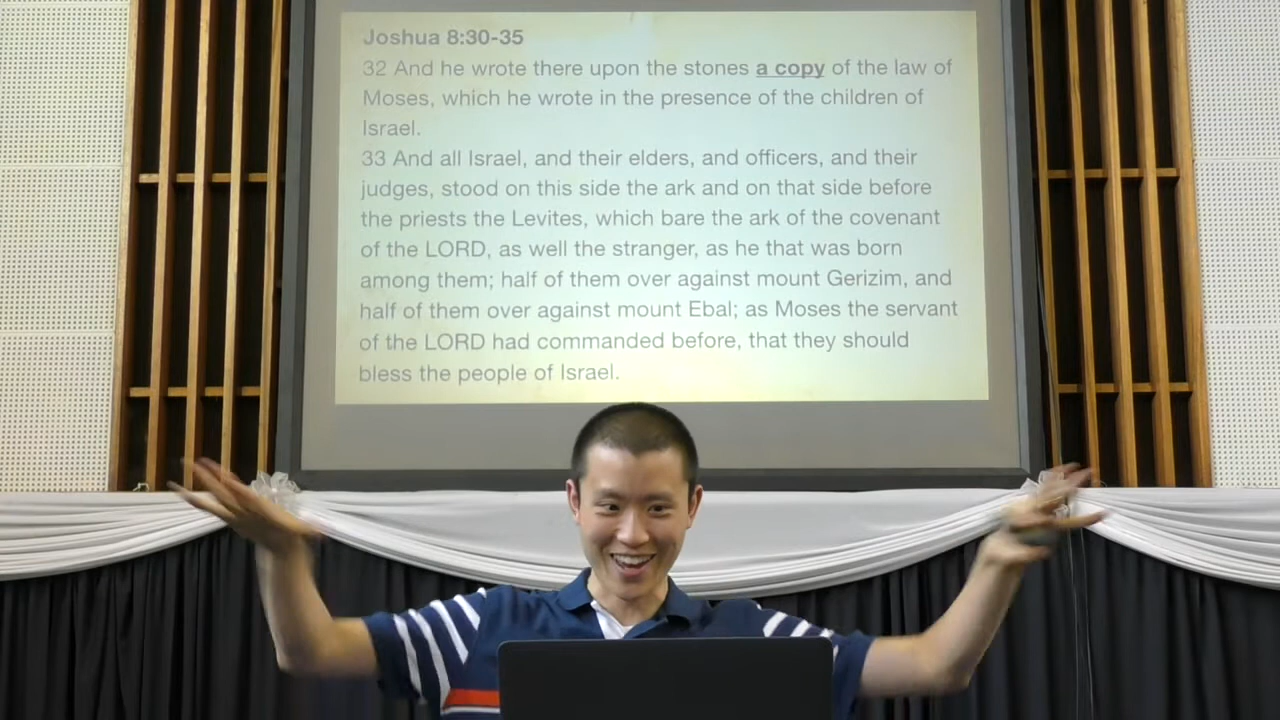 Joshua 8:30-35
32 And he wrote there upon the stones a copy of the law of
Moses, which he wrote in the presence of the children of
Israel.
33 And all Israel, and their elders, and officers, and their
judges, stood on this side the ark and on that side before
the priests the Levites, which bare the ark of the covenant
of the LORD, as well the stranger, as he that was born
among them; half of them over against mount Gerizim, and
half of them over against mount Ebal; as Moses the servant
of the LORD had commanded before, that they should
bless the people of Israel.